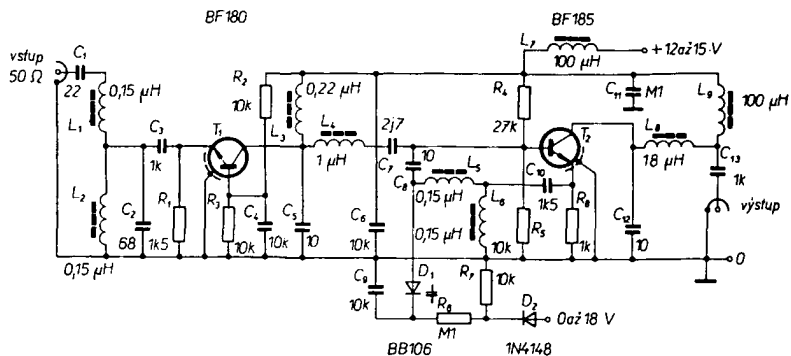 BF180
BF185
vstup
50 Ω
C1
22
0,15 μH
L1
C3
1k
T1
R2
10k
L3
0,22 μH
L4
1 μH
2j7
C7
10
C8
L5
0,15 μH
L7
100 μH
+12až15 V
R4
27k
T2
C11
M1
L9
100 μH
L8
18 μH
C13
1k
výstup
L2
0,15 μH
C2
68
R1
1k5
R3
10k
C4
10k
C5
10
C6
10k
0,15 μH
L6
C10
1k5
R5
R8
1k
C12
10
0
C9
10k
D1
R7
10k
10k
R6
M1
D2
0až18 V
BB106
1N4148